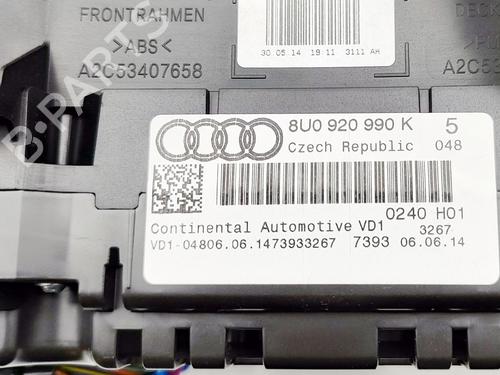 FRONTRAHMEN
>ABS<
A2C53407658
30.05.14 19:11 3111 AH
DECK
8U0 920 990 K 5
Czech Republic 048
0240 H01
Continental Automotive VD1 3267
VD1-04806.06.1473933267 7393 06.06.14
B-Parts